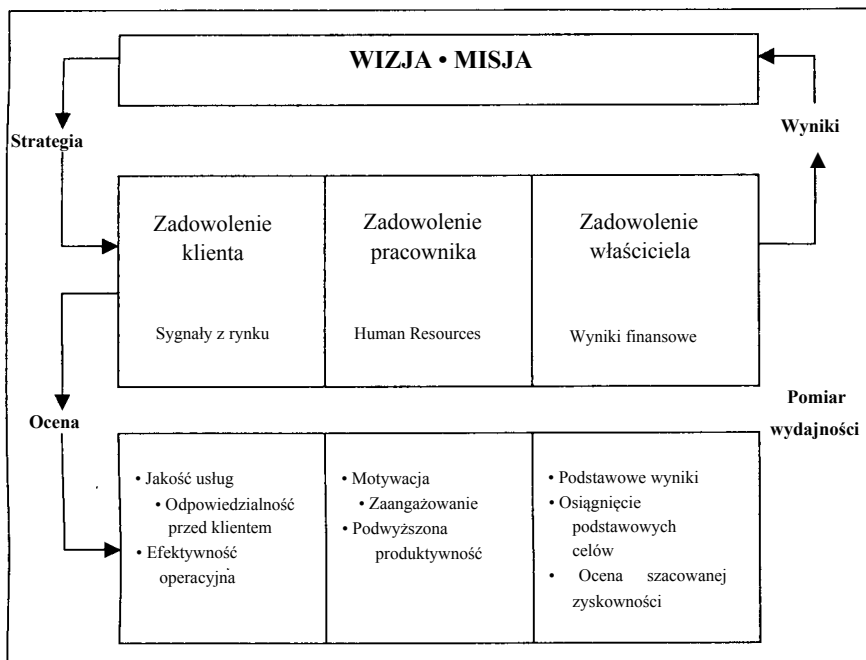 WIZJA • MISJA
Strategia
Wyniki
Zadowolenie
klienta
Sygnały z rynku
Zadowolenie
pracownika
Human Resources
Zadowolenie
właściciela
Wyniki finansowe
Ocena
Pomiar
wydajności
• Jakość usług
• Odpowiedzialność
przed klientem
• Efektywność
operacyjna
• Motywacja
• Zaangażowanie
• Podwyższona
produktywność
• Podstawowe wyniki
• Osiągnięcie
podstawowych
celów
• Ocena szacowanej
zyskowności